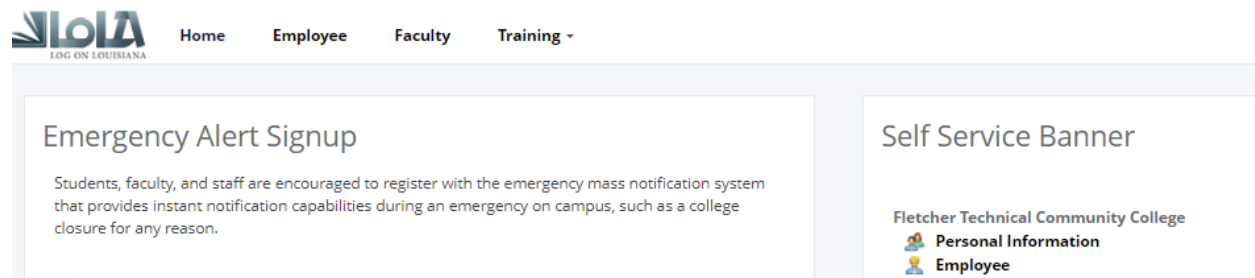 LOLA
LOG ON LOUISIANA
Home Employee Faculty Training
Emergency Alert Signup
Students, faculty, and staff are encouraged to register with the emergency mass notification system
that provides instant notification capabilities during an emergency on campus, such as a college
closure for any reason.
Self Service Banner
Fletcher Technical Community College
Personal Information
Employee